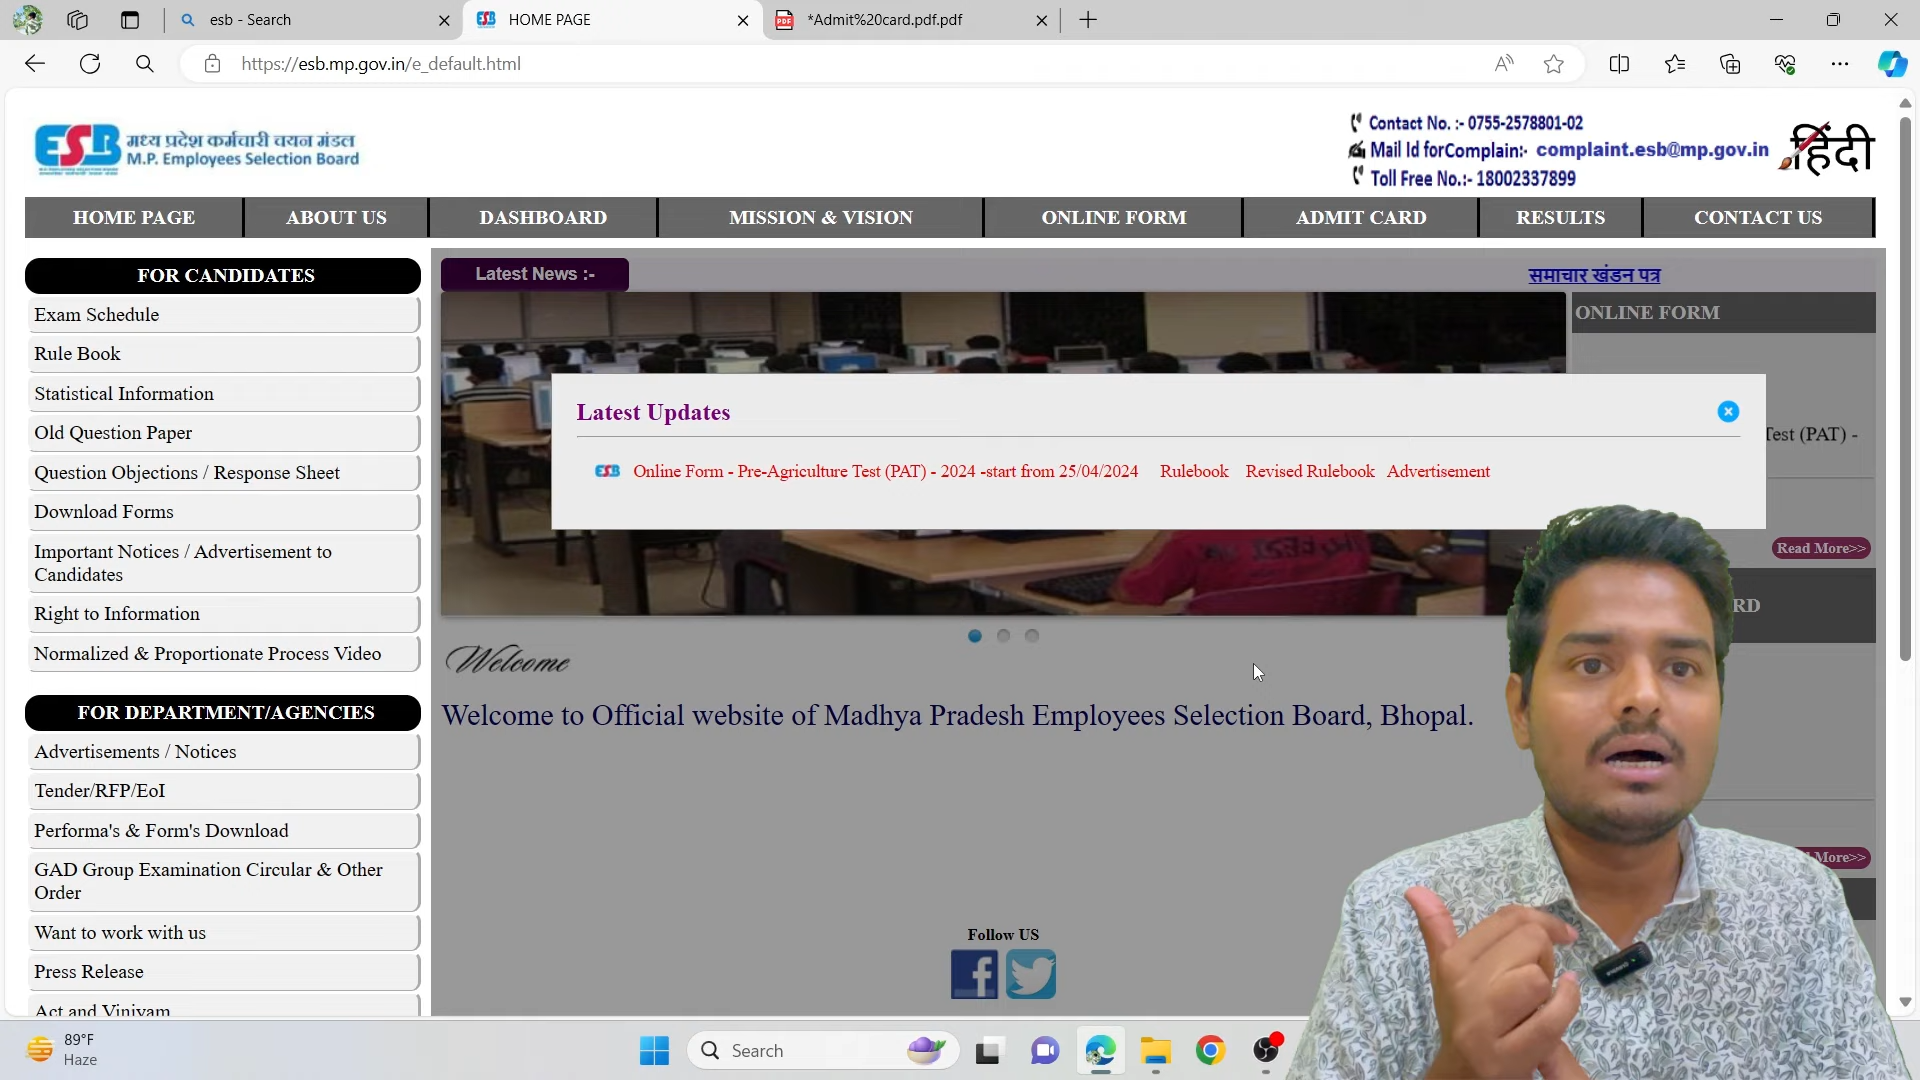 esb - Search
HOME PAGE
*Admit%20card.pdf.pdf
https://esb.mp.gov.in/e_default.html
ESB मध्य प्रदेश कर्मचारी चयन मंडल
M.P. Employees Selection Board
Contact No. :- 0755-2578801-02
Mail Id forComplain:- complaint.esb@mp.gov.in
Toll Free No.:- 18002337899
हिंदी
HOME PAGE
ABOUT US
DASHBOARD
MISSION & VISION
ONLINE FORM
ADMIT CARD
RESULTS
CONTACT US
FOR CANDIDATES
Exam Schedule
Rule Book
Statistical Information
Old Question Paper
Question Objections / Response Sheet
Download Forms
Important Notices / Advertisement to
Candidates
Right to Information
Normalized & Proportionate Process Video
FOR DEPARTMENT/AGENCIES
Advertisements / Notices
Tender/RFP/EoI
Performa's & Form's Download
GAD Group Examination Circular & Other
Order
Want to work with us
Press Release
Act and Viniyam
Latest News :-
समाचार खंडन पत्र
ONLINE FORM
Latest Updates
Test (PAT) -
ESB Online Form - Pre-Agriculture Test (PAT) - 2024 -start from 25/04/2024 Rulebook Revised Rulebook Advertisement
Read More>>
RD
Welcome
Welcome to Official website of Madhya Pradesh Employees Selection Board, Bhopal.
More>>
Follow US
89°F
Haze
Search